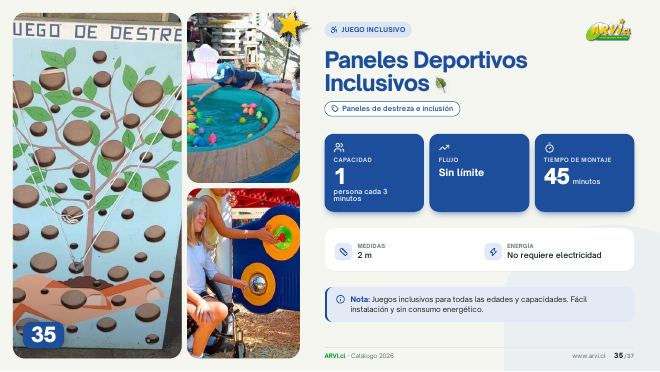 UEGO DE DESTRE
35
JUEGO INCLUSIVO
ARVI.cl
Paneles Deportivos
Inclusivos
Paneles de destreza e inclusión
CAPACIDAD
1
persona cada 3
minutos
FLUJO
Sin límite
TIEMPO DE MONTAJE
45 minutos
MEDIDAS
2 m
ENERGÍA
No requiere electricidad
Nota: Juegos inclusivos para todas las edades y capacidades. Fácil
instalación y sin consumo energético.
ARVI.cl · Catálogo 2026
www.arvi.cl 35/37